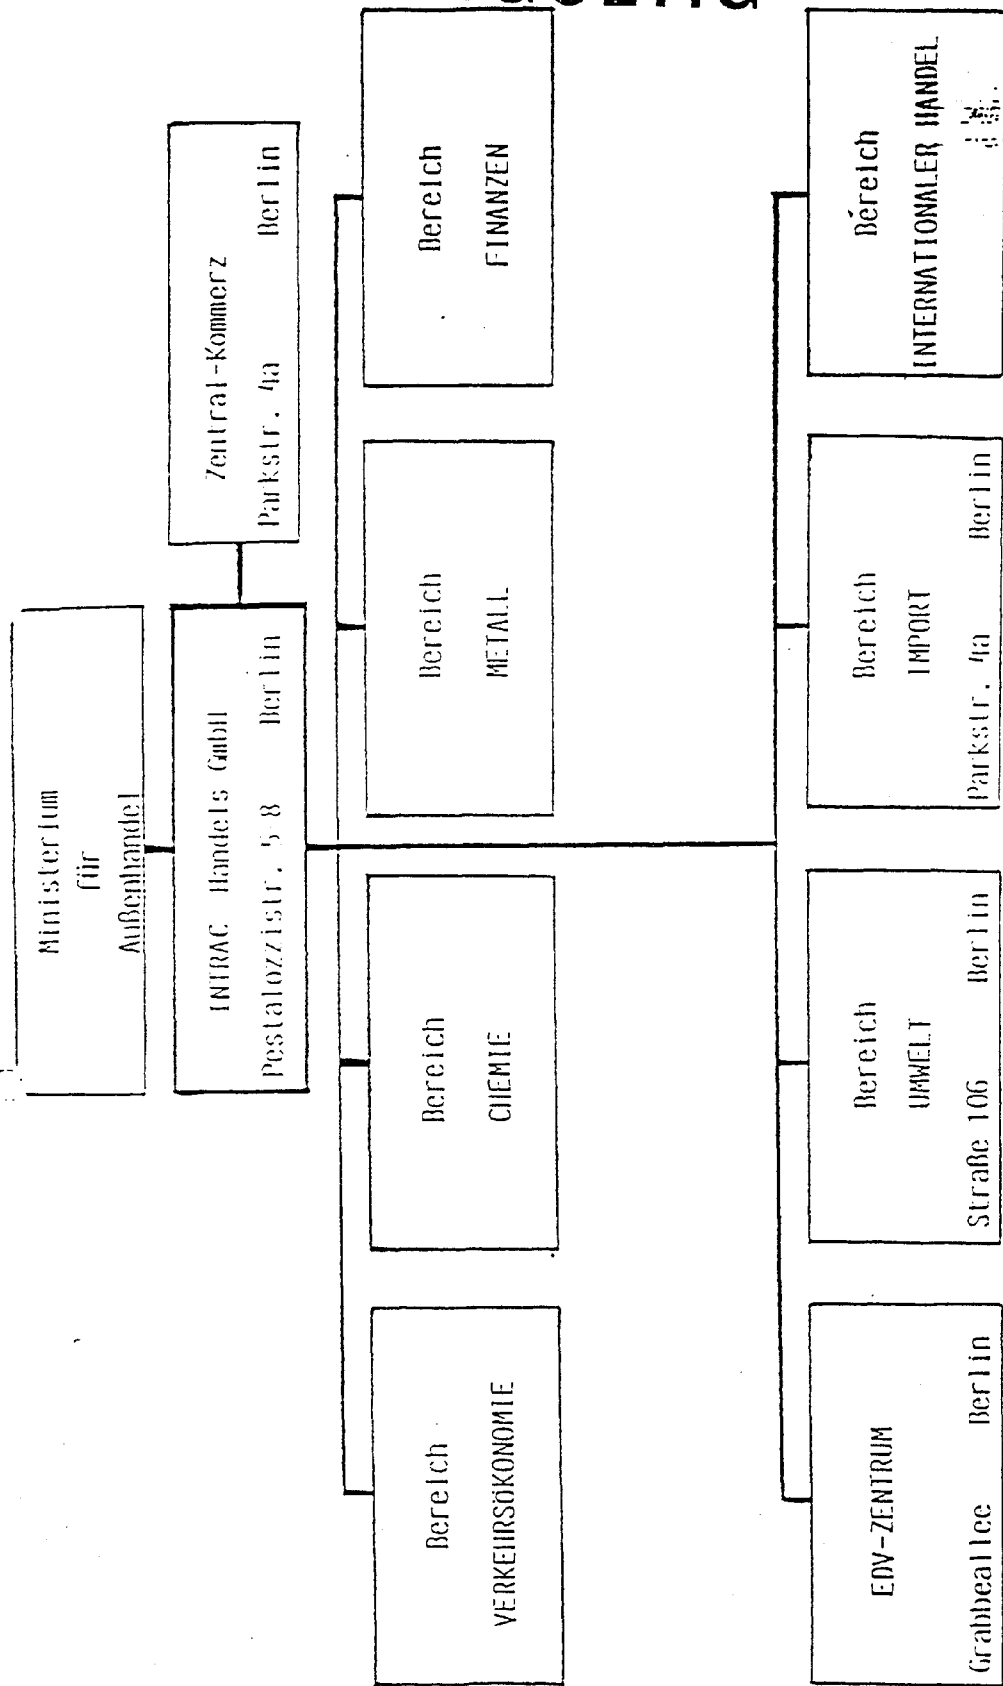 Ministerium
für
Außenhandel
INTRAC Handels GmbH
Pestalozzistr. 5-8 Berlin
Zentral-Kommerz
Parkstr. 4a Berlin
Bereich
VERKEHRSÖKONOMIE
Bereich
CHEMIE
Bereich
METALL
Bereich
FINANZEN
EDV-ZENTRUM
Grabbeallee Berlin
Bereich
UMWELT
Straße 106 Berlin
Bereich
IMPORT
Parkstr. 4a Berlin
Bereich
INTERNATIONALER HANDEL